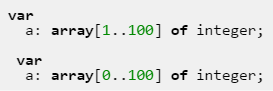 var
a: array[1..100] of integer;
var
a: array[0..100] of integer;